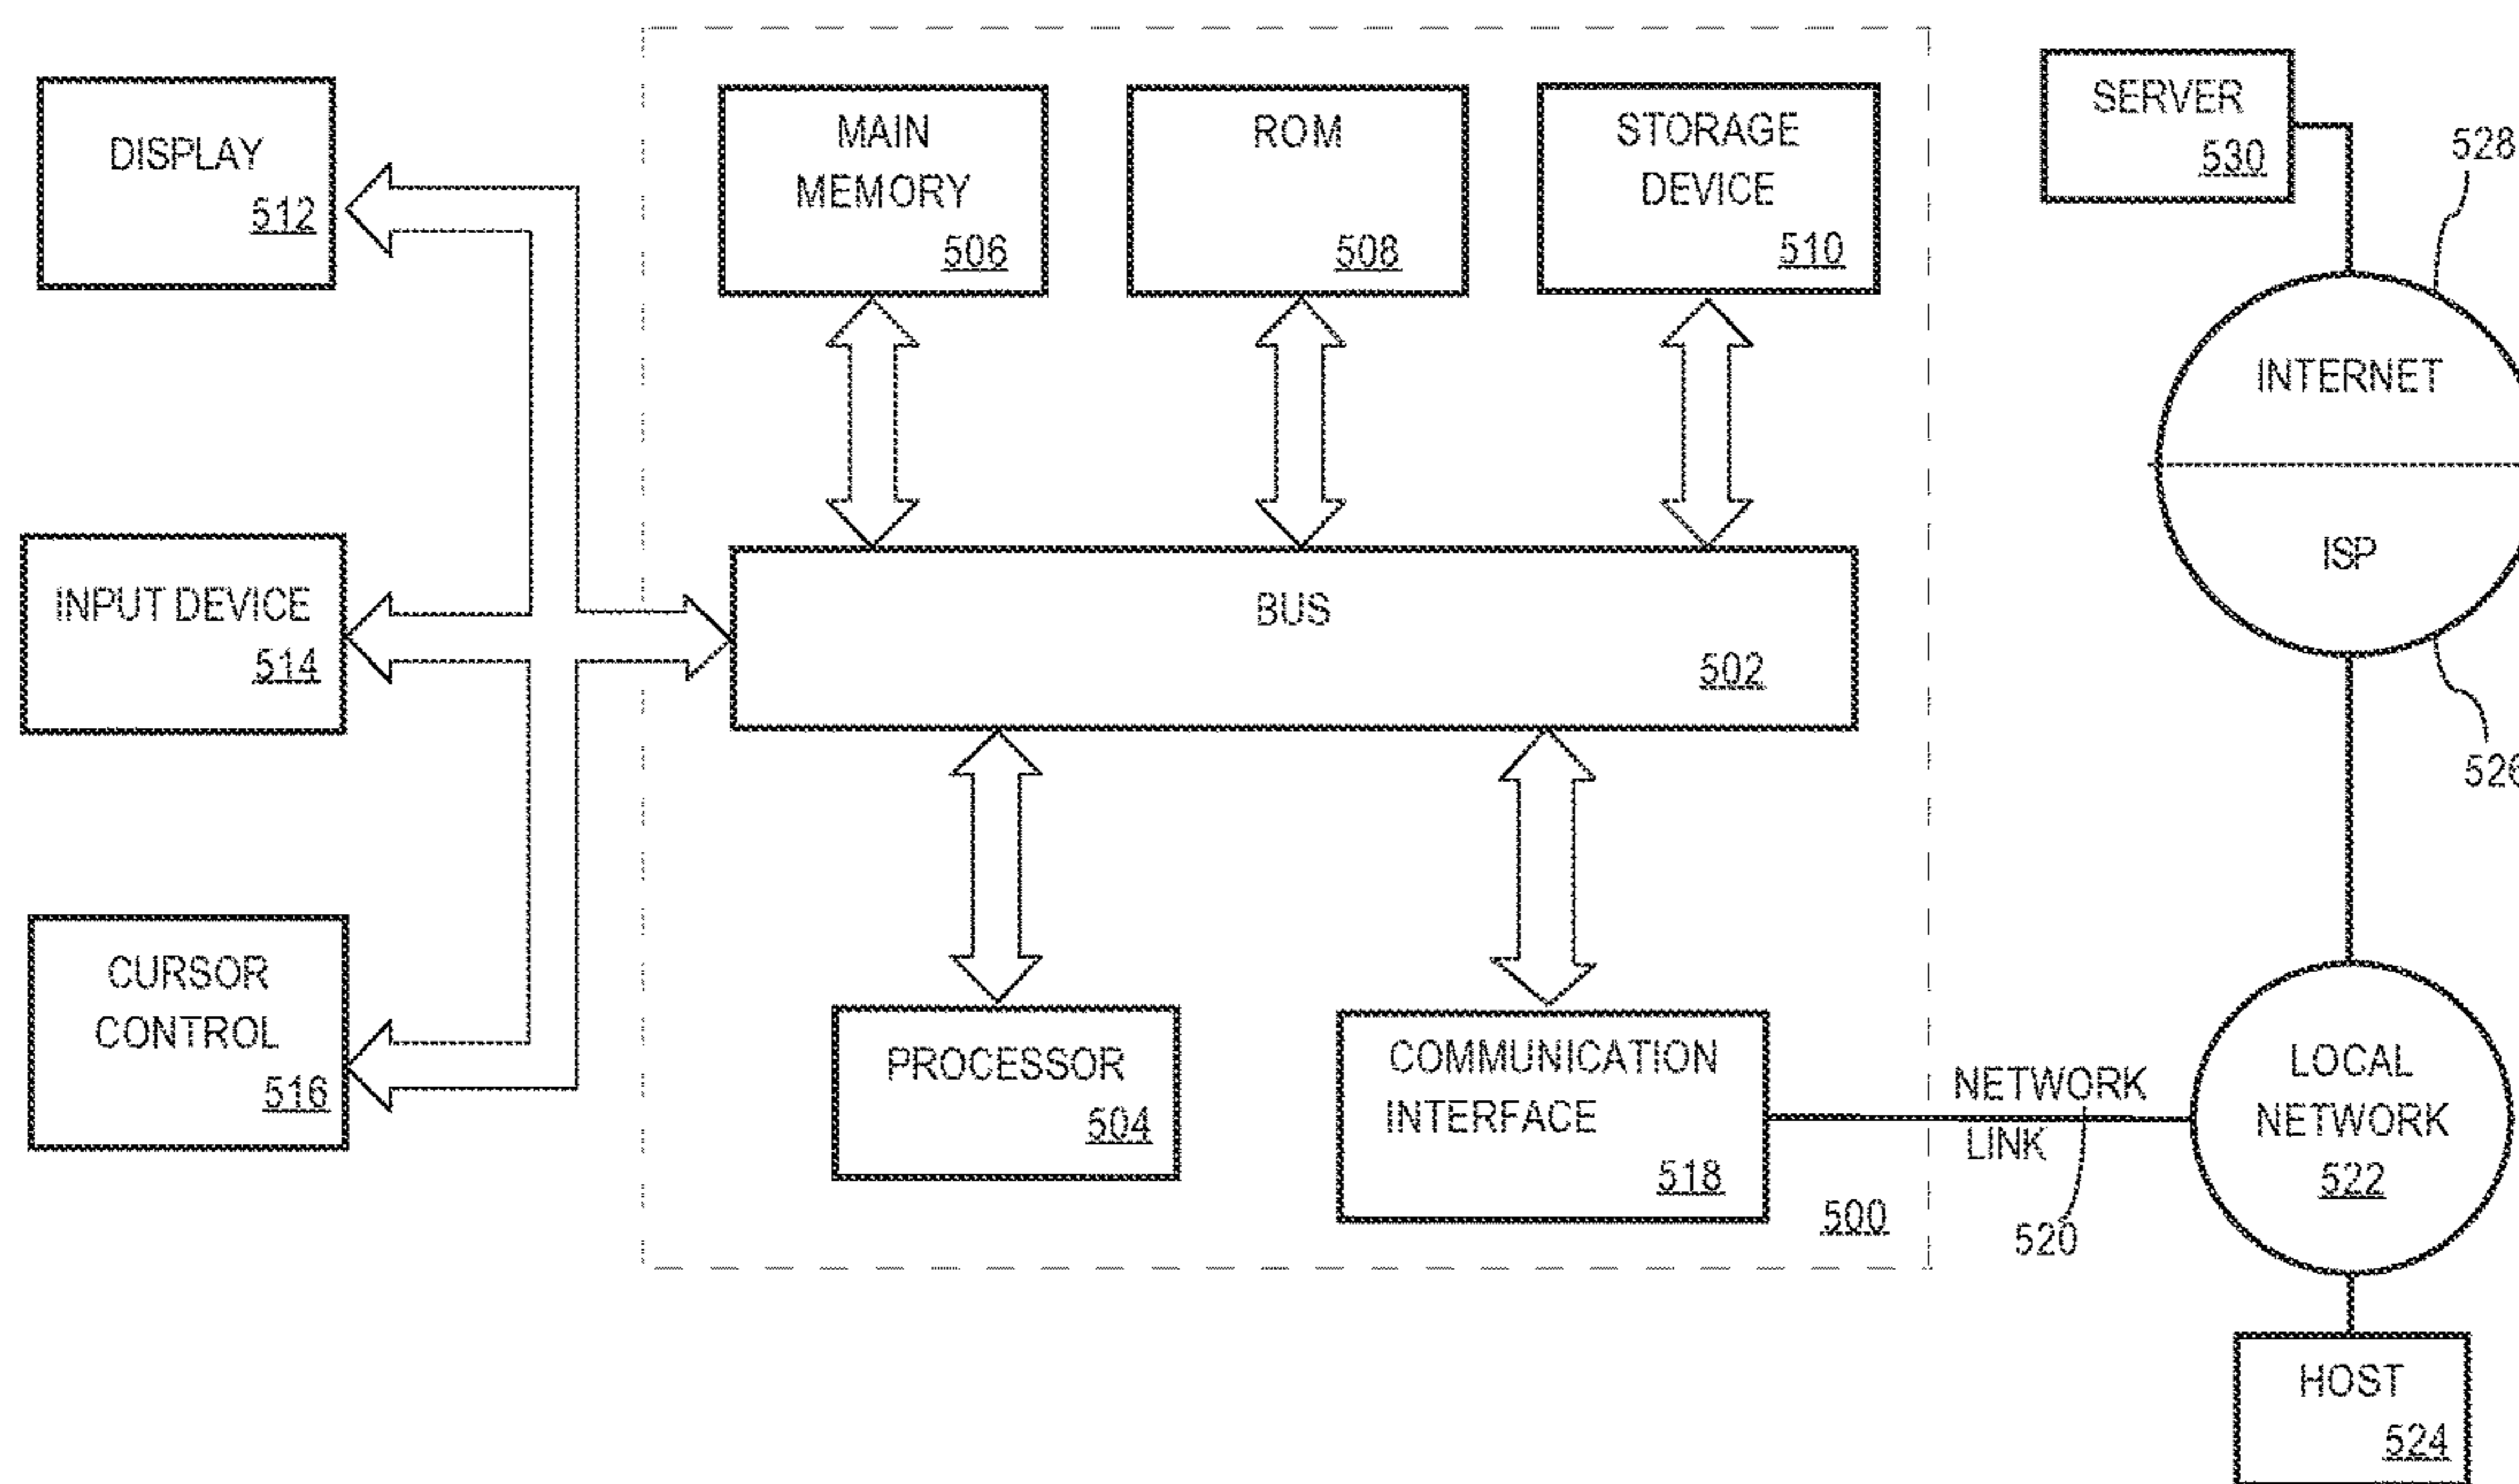 DISPLAY
512
INPUT DEVICE
514
CURSOR
CONTROL
516
MAIN
MEMORY
506
ROM
508
STORAGE
DEVICE
510
BUS
502
PROCESSOR
504
COMMUNICATION
INTERFACE
518
500
SERVER
530
528
INTERNET
ISP
526
NETWORK
LINK
520
LOCAL
NETWORK
522
HOST
524